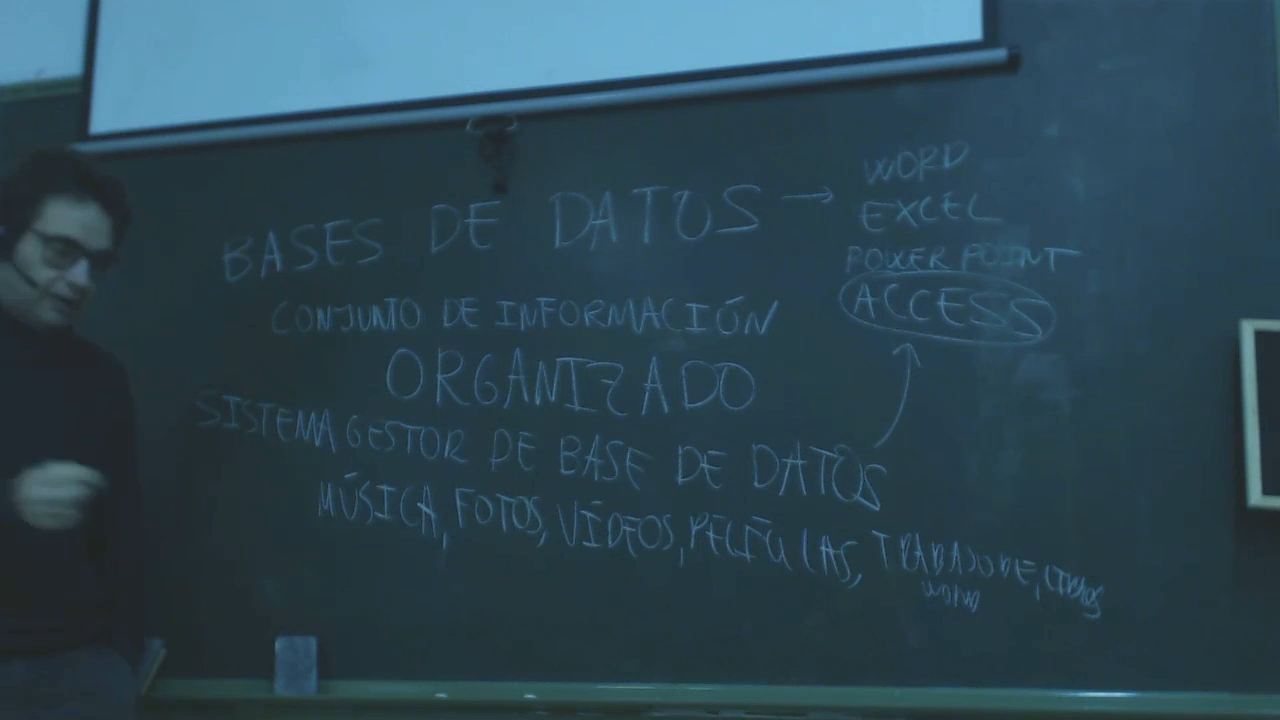 BASES DE DATOS →
WORD
EXCEL
POWER POINT
ACCESS
CONJUNTO DE INFORMACIÓN
ORGANIZADO
SISTEMA GESTOR DE BASE DE DATOS
MÚSICA, FOTOS, VÍDEOS, PELÍCULAS, TRABAJO DE,
WORD